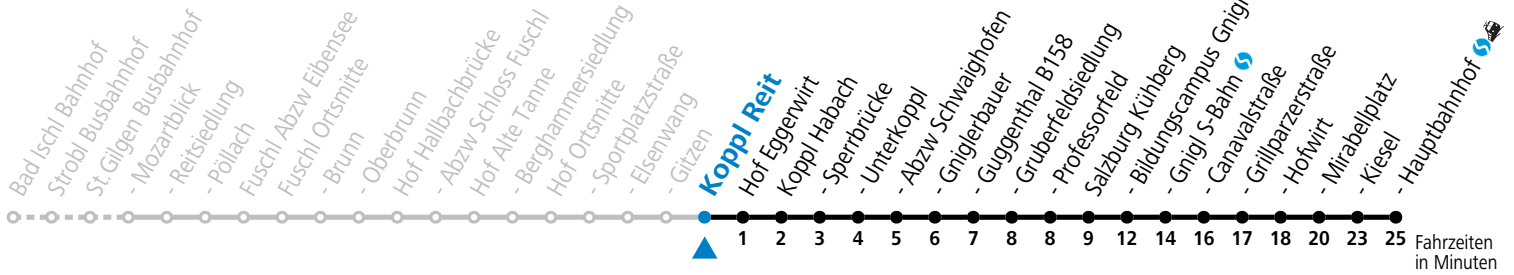 Bad Ischl Bahnhof
Strobl Busbahnhof
St.Gilgen Busbahnhof
- Mozartblick
- Reitsiedlung
- Pöllach
Fuschl Abzw Eibensee
Fuschl Ortsmitte
- Brunn
- Oberbrunn
Hof Hallbachbrücke
Abzw Schloss Fuschl
Hof Alte Tanne
- Berghammersiedlung
Hof Ortsmitte
- Sportplatzstraße
- Elsenwang
- Gitzen
Koppl Reit
Hof Eggerwirt
Koppl Habach
- Sperrbrücke
- Unterkoppl
- Abzw Schwaighofen
- Gniglerbauer
- Guggenthal B158
- Gruberfeldsiedlung
- Professorfeld
Salzburg Kühberg
- Bildungscampus Gnigl
- Gnigl S-Bahn
- Canavalstraße
- Grillparzerstraße
- Hofwirt
- Mirabellplatz
- Kiesel
- Hauptbahnhof
1 2 3 4 5 6 7 8 8 9 12 14 16 17 18 20 23 25 Fahrzeiten
in Minuten